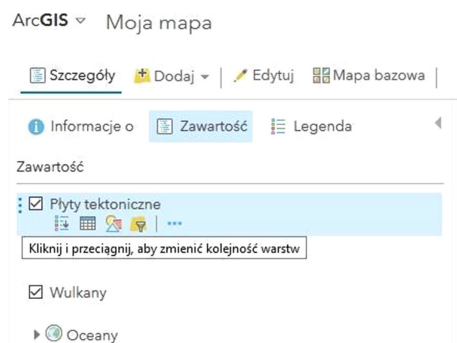 ArcGIS Moja mapa
Szczegóły Dodaj Edytuj Mapa bazowa
Informacje o Zawartość Legenda
Zawartość
Płyty tektoniczne
Kliknij i przeciągnij, aby zmienić kolejność warstw
Wulkany
Oceany